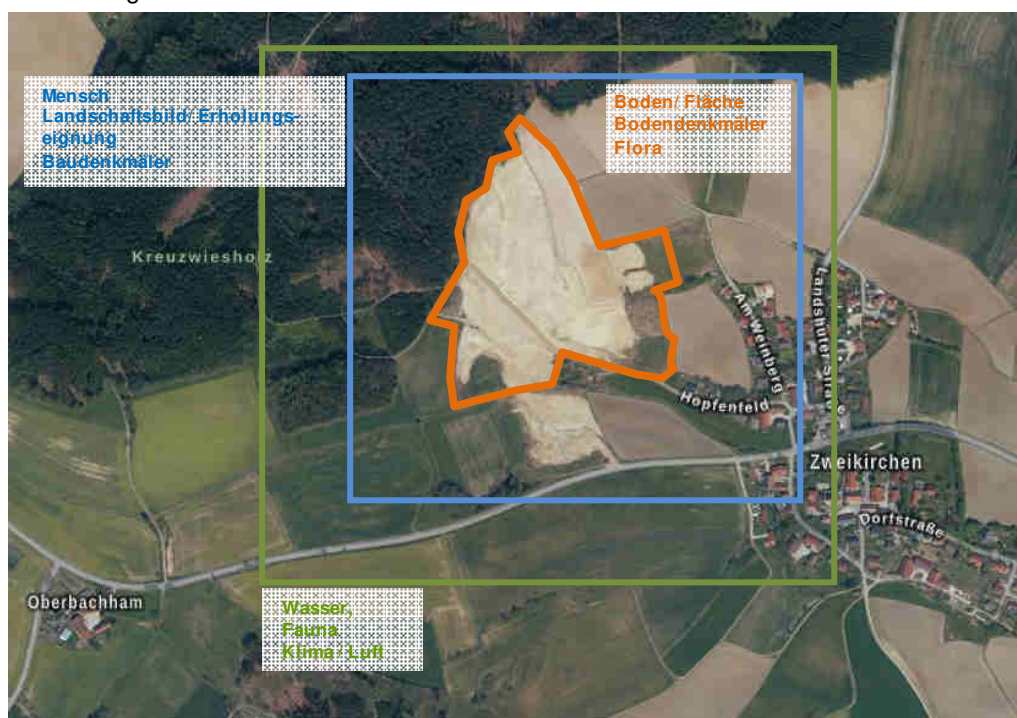 Mensch
Landschaftsbild/ Erholungs-
eignung
Baudenkmäler
Boden/ Fläche
Bodendenkmäler
Flora
Kreuzwiesholz
Am Weinberg
Landshuter Straße
Hopfenfeld
Zweikirchen
Dorfstraße
Oberbachham
Wasser,
Fauna
Klima / Luft